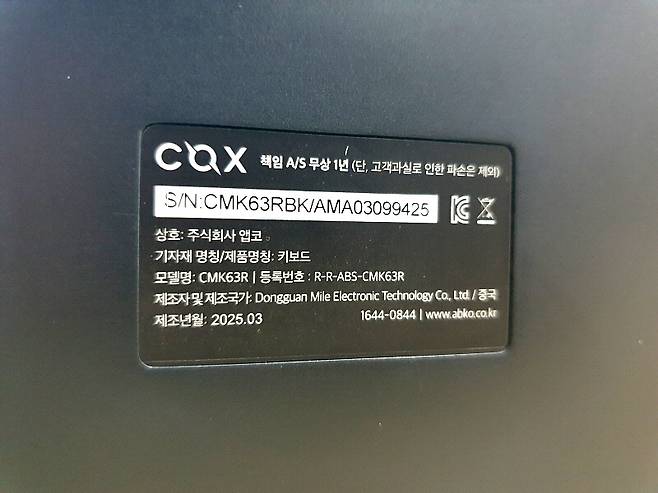 COX 책임 A/S 무상 1년 (단, 고객과실로 인한 파손은 제외)
S/N:CMK63RBK/AMA03099425
상호: 주식회사 앱코
기자재 명칭/제품명칭: 키보드
모델명: CMK63R | 등록번호 : R-R-ABS-CMK63R
제조자 및 제조국가: Dongguan Mile Electronic Technology Co., Ltd. / 중국
제조년월: 2025.03 1644-0844 | www.abko.co.kr